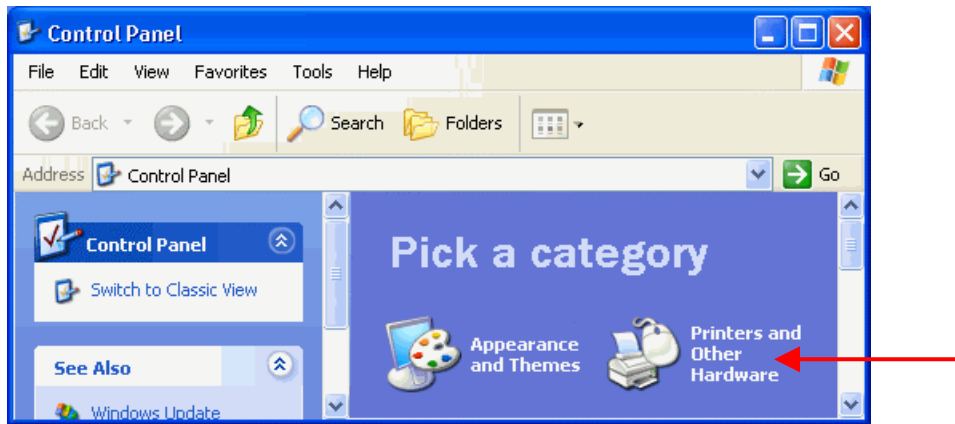 Control Panel
File Edit View Favorites Tools Help
Back Search Folders
Address Control Panel Go
Control Panel
Switch to Classic View
See Also
Windows Update
Pick a category
Appearance
and Themes
Printers and
Other
Hardware